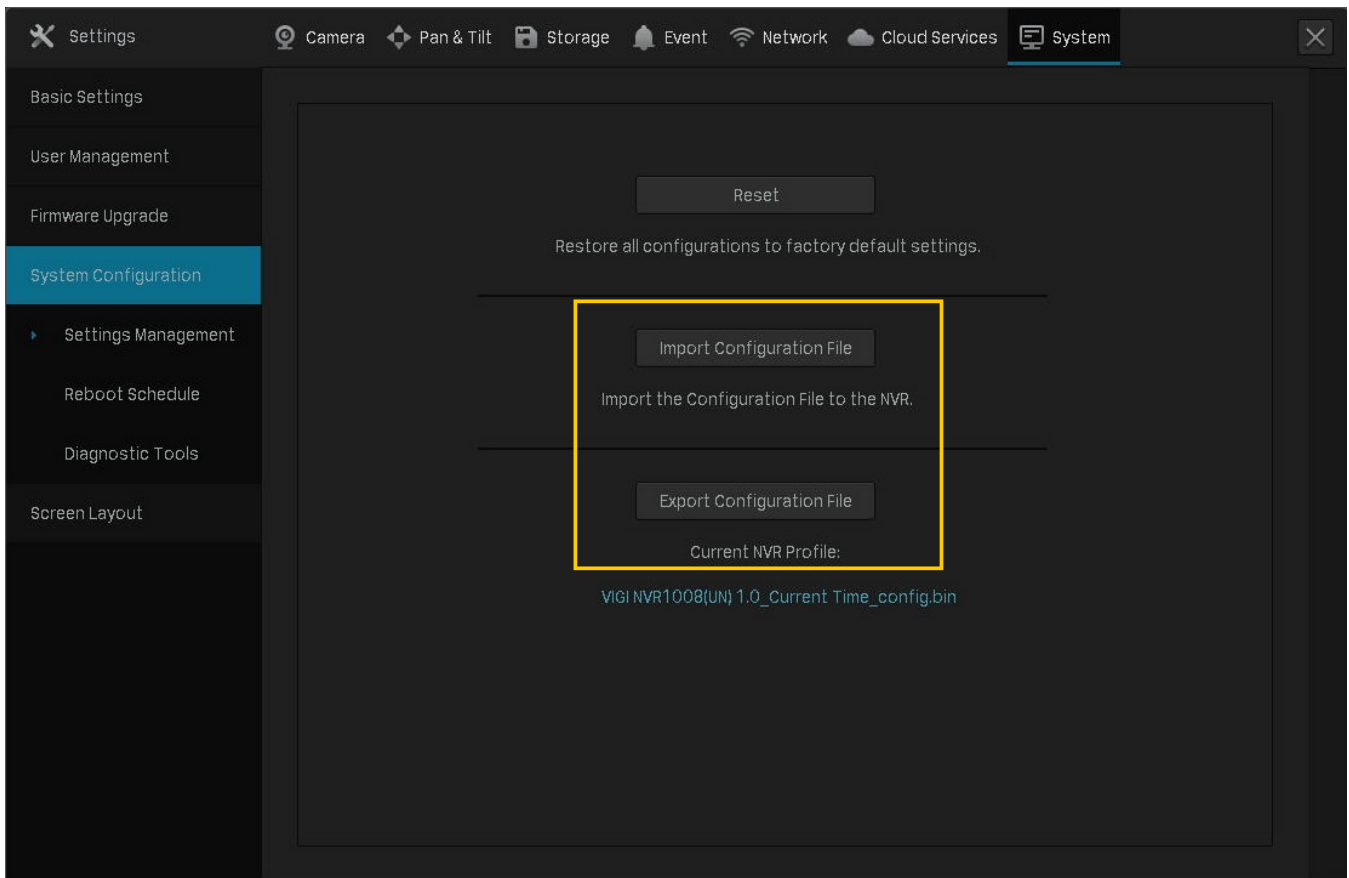 Settings
Camera
Pan & Tilt
Storage
Event
Network
Cloud Services
System
Basic Settings
User Management
Firmware Upgrade
System Configuration
Settings Management
Reboot Schedule
Diagnostic Tools
Screen Layout
Reset
Restore all configurations to factory default settings.
Import Configuration File
Import the Configuration File to the NVR.
Export Configuration File
Current NVR Profile:
VIGI NVR1008(UN) 1.0_Current Time_config.bin